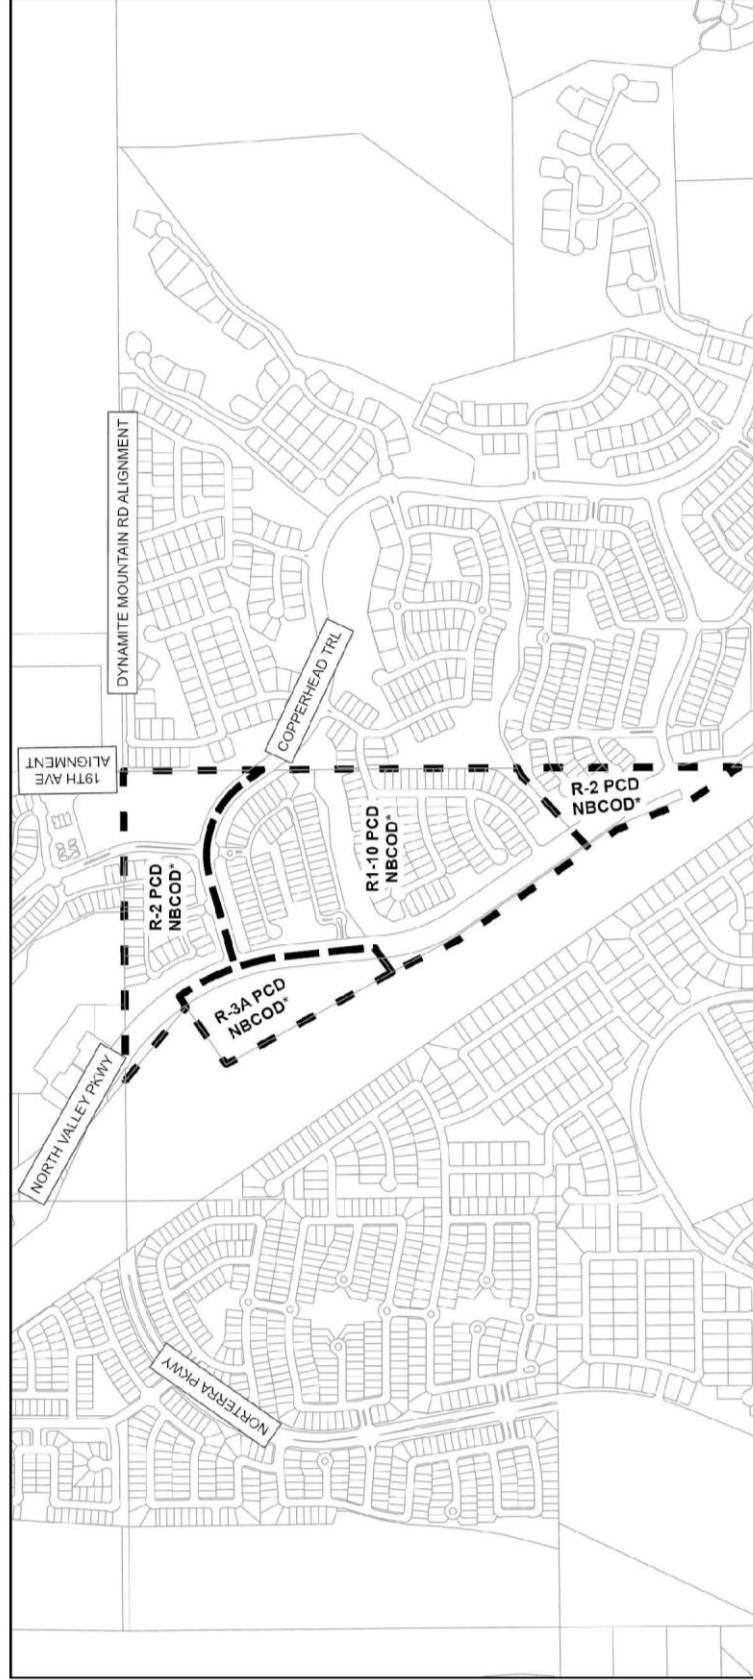 DYNAMITE MOUNTAIN RD ALIGNMENT
19TH AVE
ALIGNMENT
COPPERHEAD TRL
R-2 PCD
NBCOD*
R1-10 PCD
NBCOD*
R-2 PCD
NBCOD*
R-3A PCD
NBCOD*
NORTH VALLEY PKWY
NORTERRA PKWY